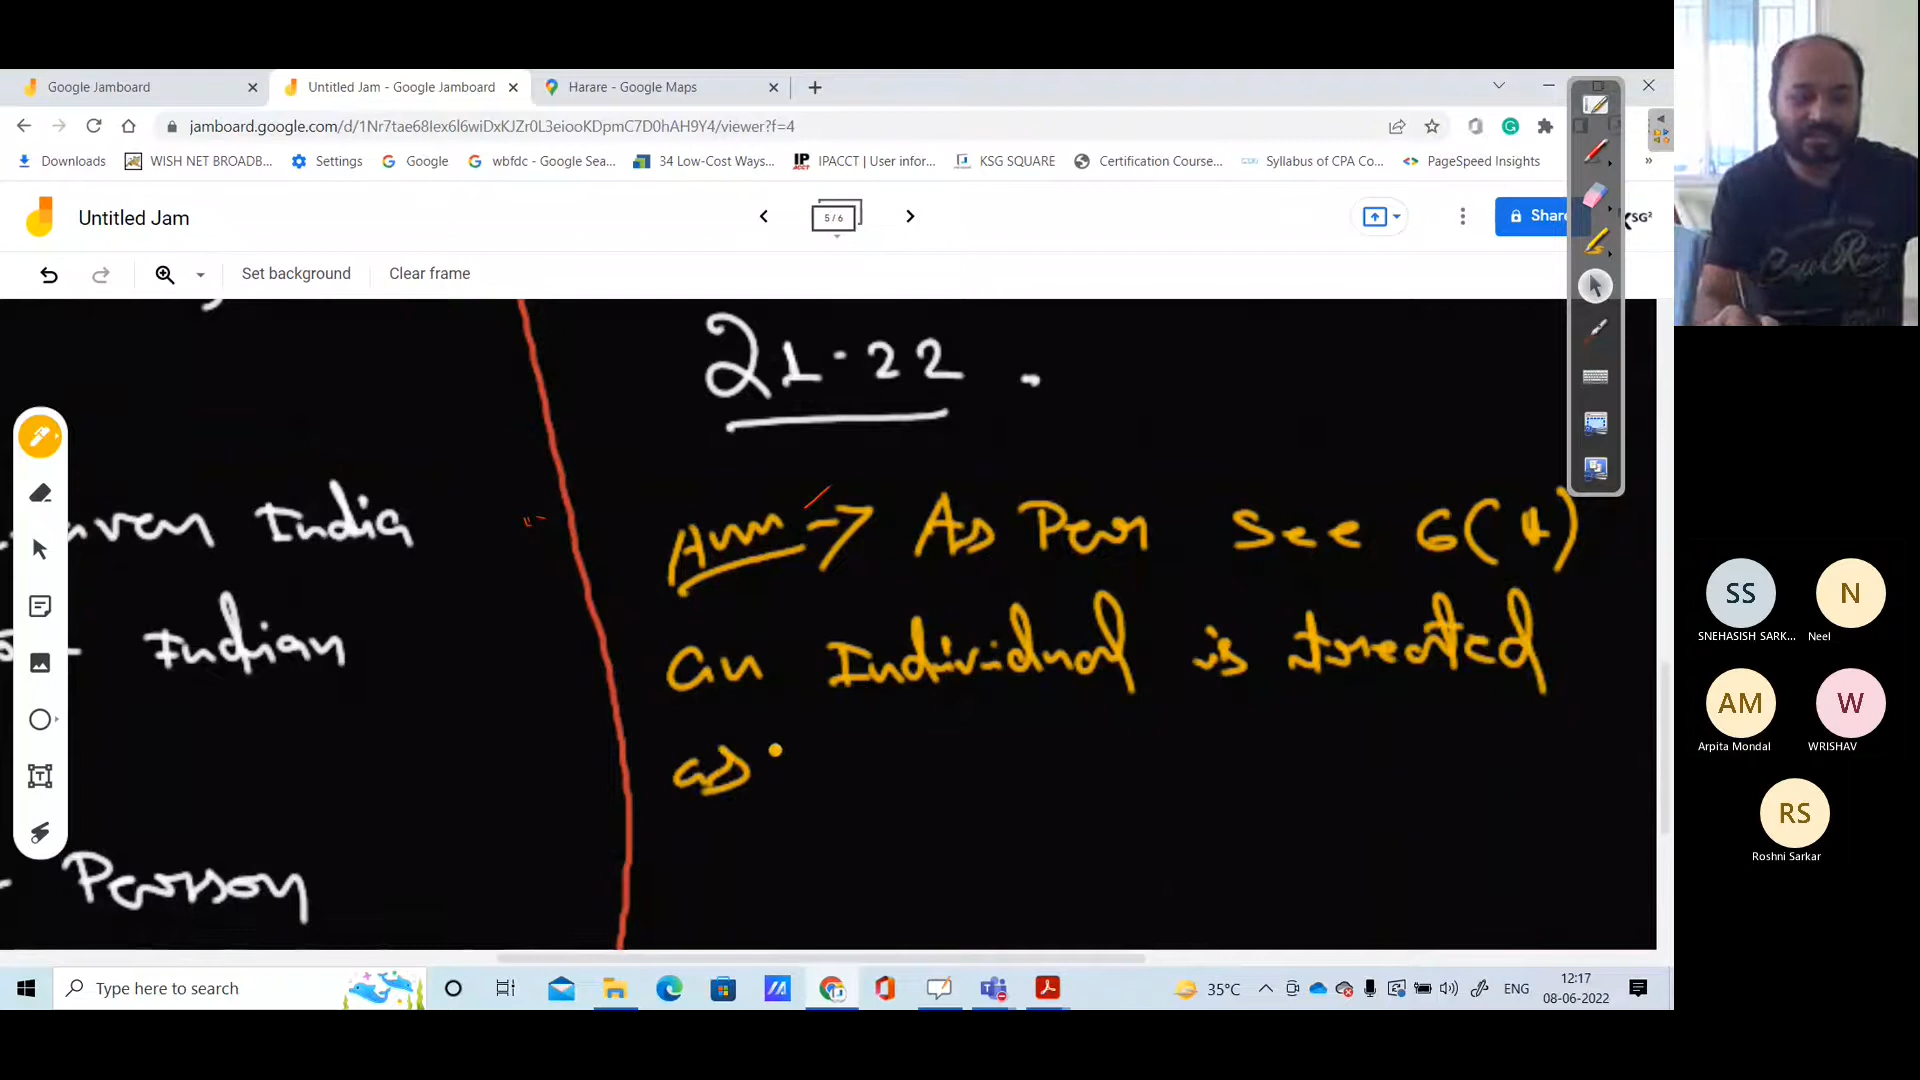 Google Jamboard
Untitled Jam - Google Jamboard
Harare - Google Maps
jamboard.google.com/d/1Nr7tae68Iex6l6wiDxKJZr0L3eiooKDpmC7D0hAH9Y4/viewer?f=4
Downloads
WISH NET BROADB...
Settings
Google
wbfdc - Google Sea...
34 Low-Cost Ways...
IPACCT | User infor...
KSG SQUARE
Certification Course...
Syllabus of CPA Co...
PageSpeed Insights
»
Untitled Jam
5 / 6
Share
KSG²
Set background
Clear frame
21-22 .
India
Indian
Person
As Per See 6(4)
an Individual is treated
as
SS
SNEHASISH SARK...
N
Neel
AM
Arpita Mondal
W
WRISHAV
RS
Roshni Sarkar
Type here to search
35°C
ENG
12:17
08-06-2022